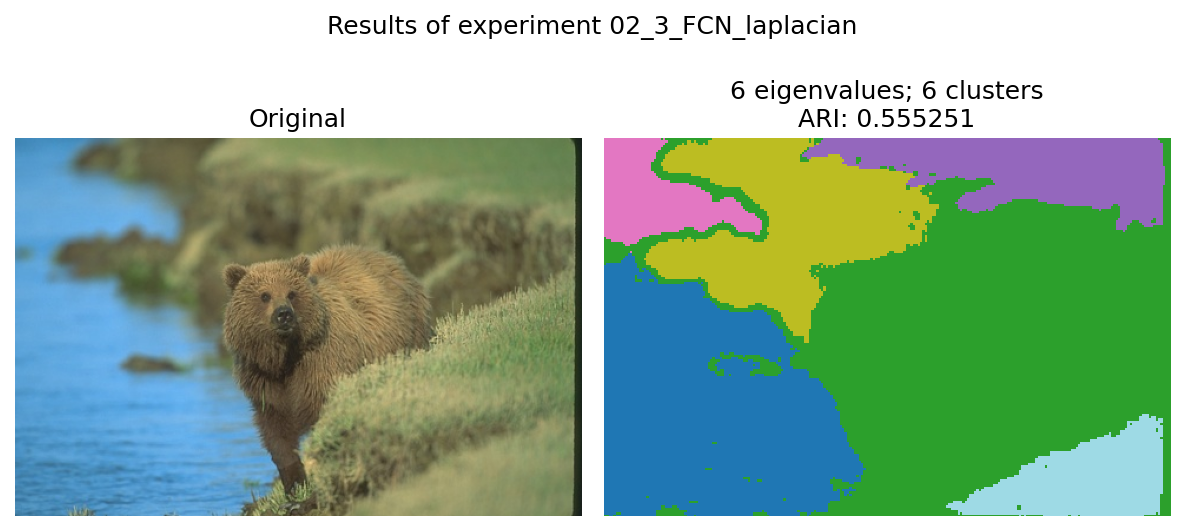 Results of experiment 02_3_FCN_laplacian
Original
6 eigenvalues; 6 clusters
ARI: 0.555251